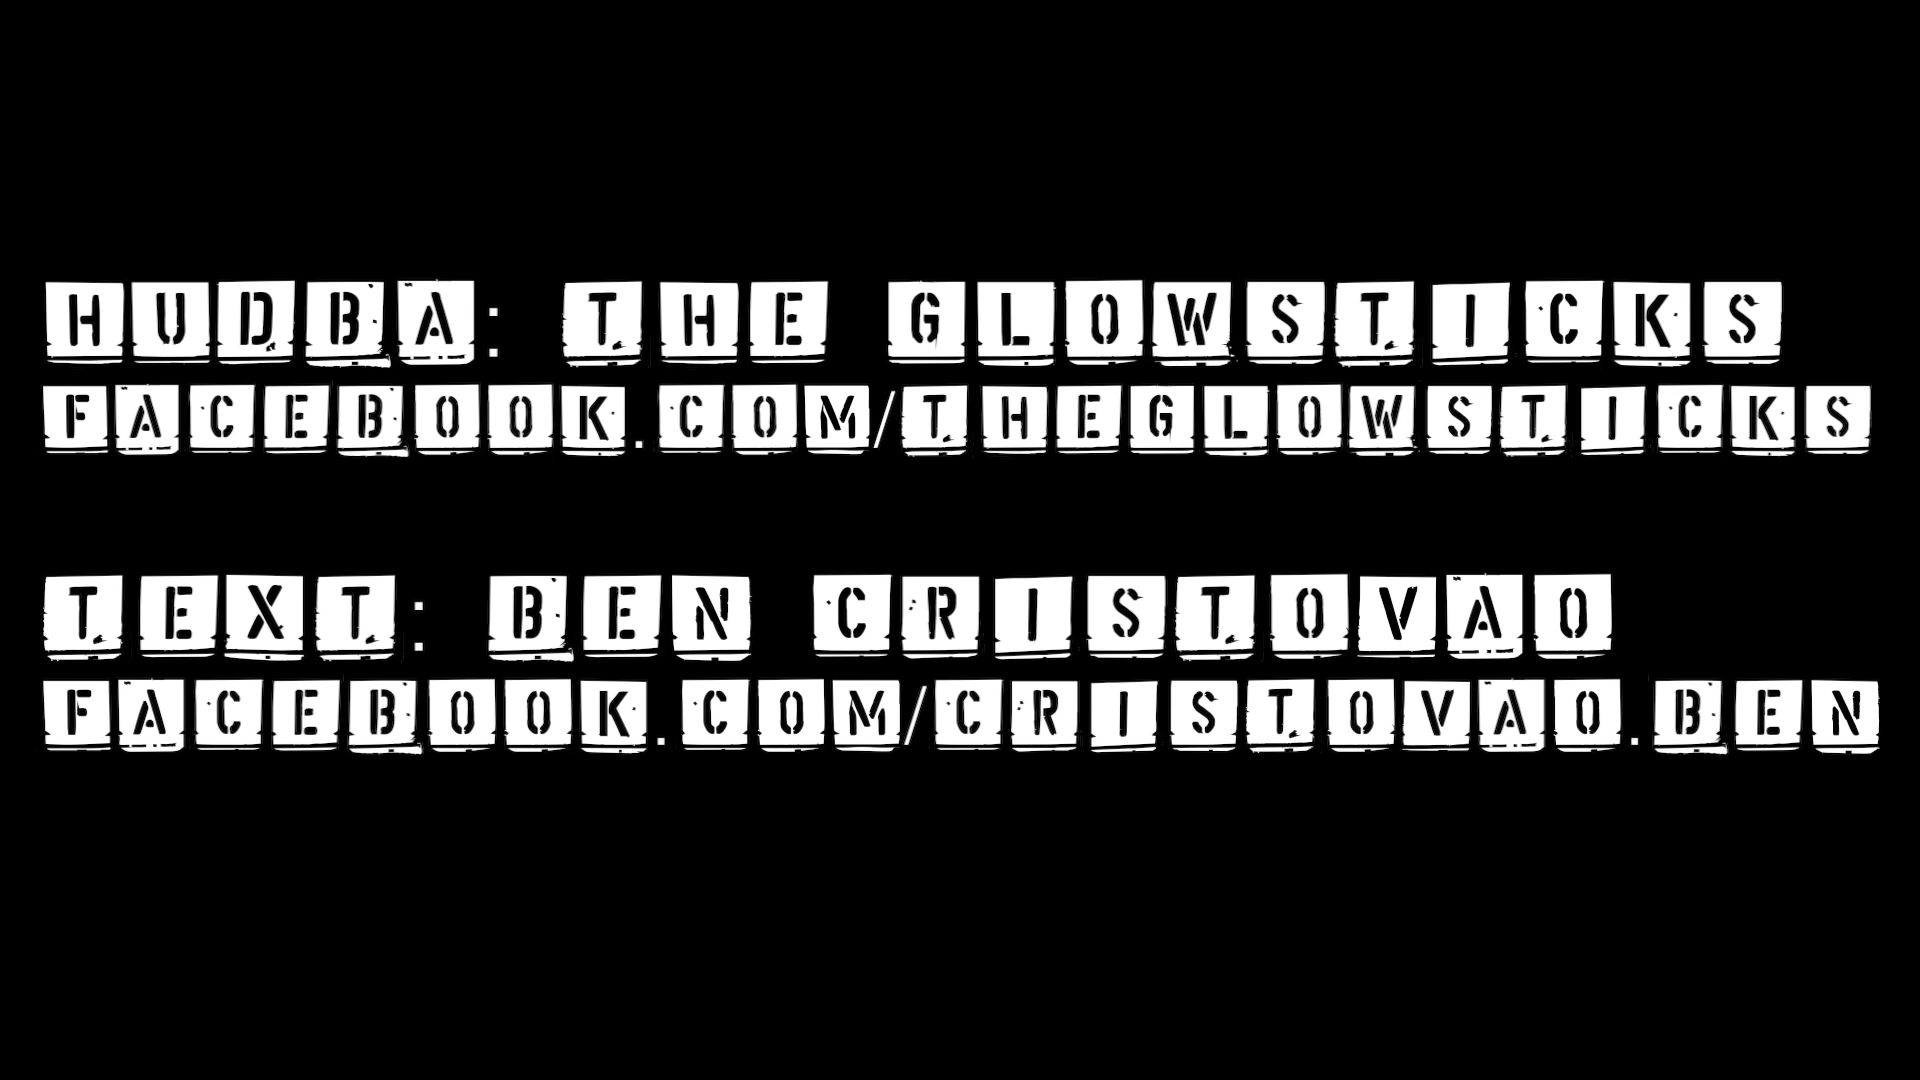 HUDBA: THE GLOWSTICKS
FACEBOOK.COM/THEGLOWSTICKS
TEXT: BEN CRISTOVAO
FACEBOOK.COM/CRISTOVAO.BEN